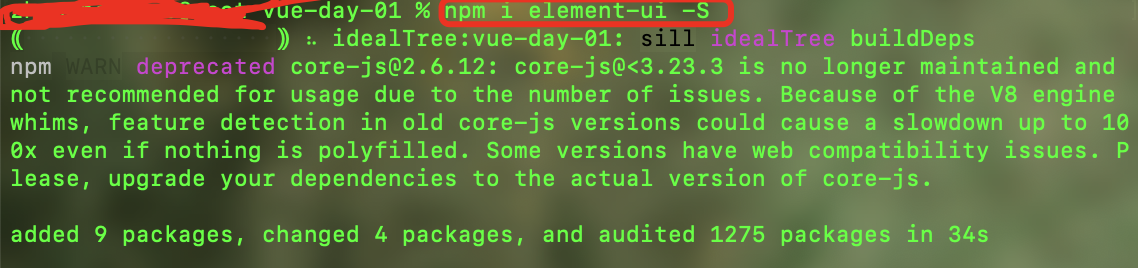 vue-day-01 % npm i element-ui -S
⸨ ⸩ ⠦ idealTree:vue-day-01: sill idealTree buildDeps
npm WARN deprecated core-js@2.6.12: core-js@<3.23.3 is no longer maintained and
not recommended for usage due to the number of issues. Because of the V8 engine
whims, feature detection in old core-js versions could cause a slowdown up to 10
0x even if nothing is polyfilled. Some versions have web compatibility issues. P
lease, upgrade your dependencies to the actual version of core-js.
added 9 packages, changed 4 packages, and audited 1275 packages in 34s